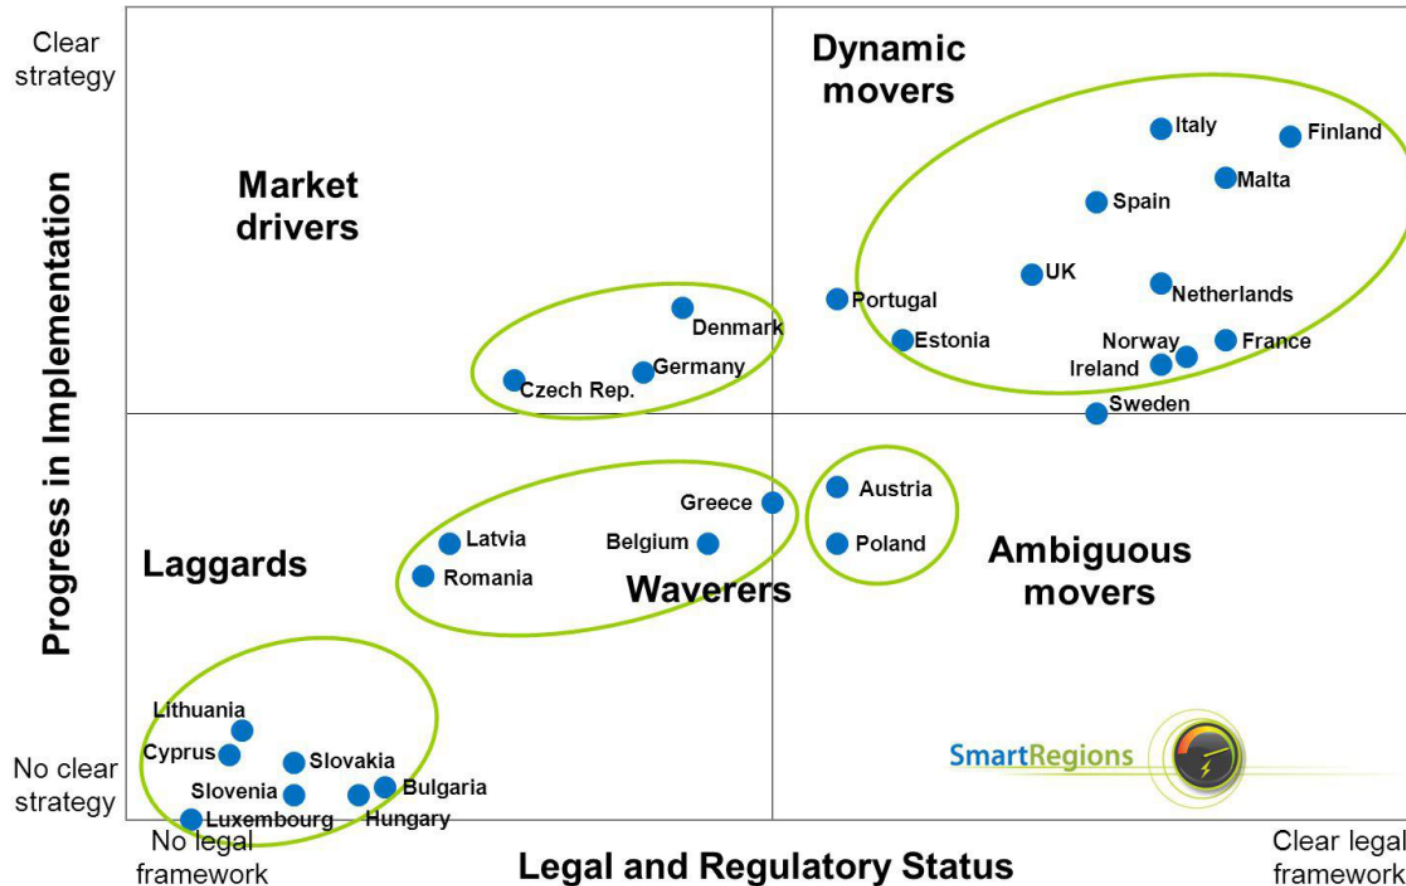 Clear
strategy
Dynamic
movers
Italy
Finland
Malta
Spain
Market
drivers
UK
Netherlands
Portugal
Denmark
Estonia
Norway
France
Ireland
Germany
Czech Rep.
Sweden
Progress in Implementation
Austria
Greece
Latvia
Belgium
Poland
Laggards
Romania
Waverers
Ambiguous
movers
Lithuania
Cyprus
Slovakia
SmartRegions
No clear
strategy
Slovenia
Bulgaria
Luxembourg
Hungary
No legal
framework
Legal and Regulatory Status
Clear legal
framework